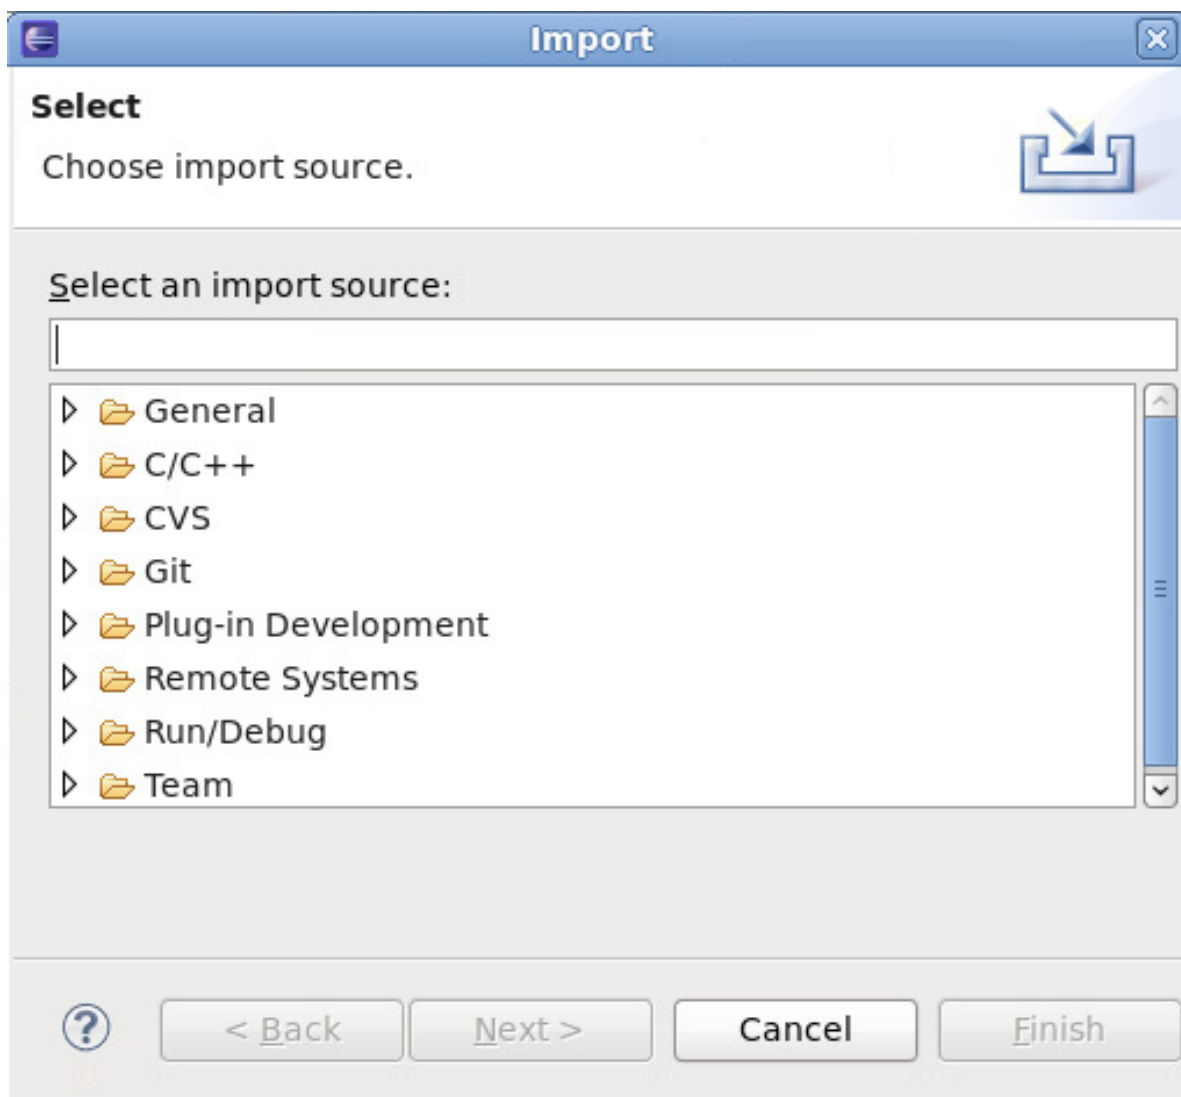 Import
Select
Choose import source.
Select an import source:
General
C/C++
CVS
Git
Plug-in Development
Remote Systems
Run/Debug
Team
? < Back Next > Cancel Finish